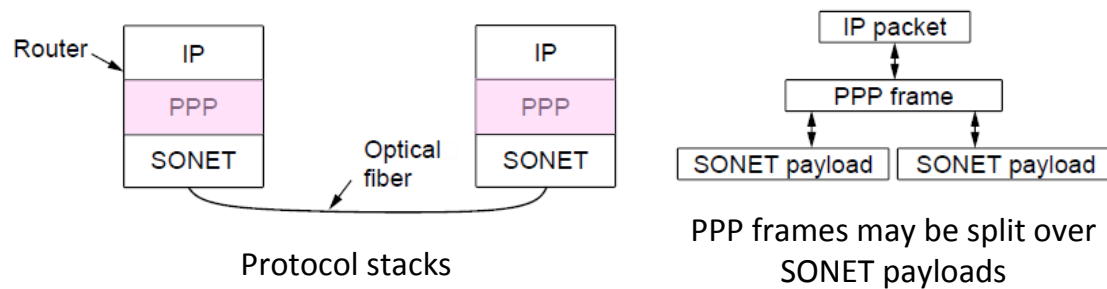 Router
IP
PPP
SONET
Optical
fiber
IP
PPP
SONET
Protocol stacks
IP packet
PPP frame
SONET payload
SONET payload
PPP frames may be split over
SONET payloads